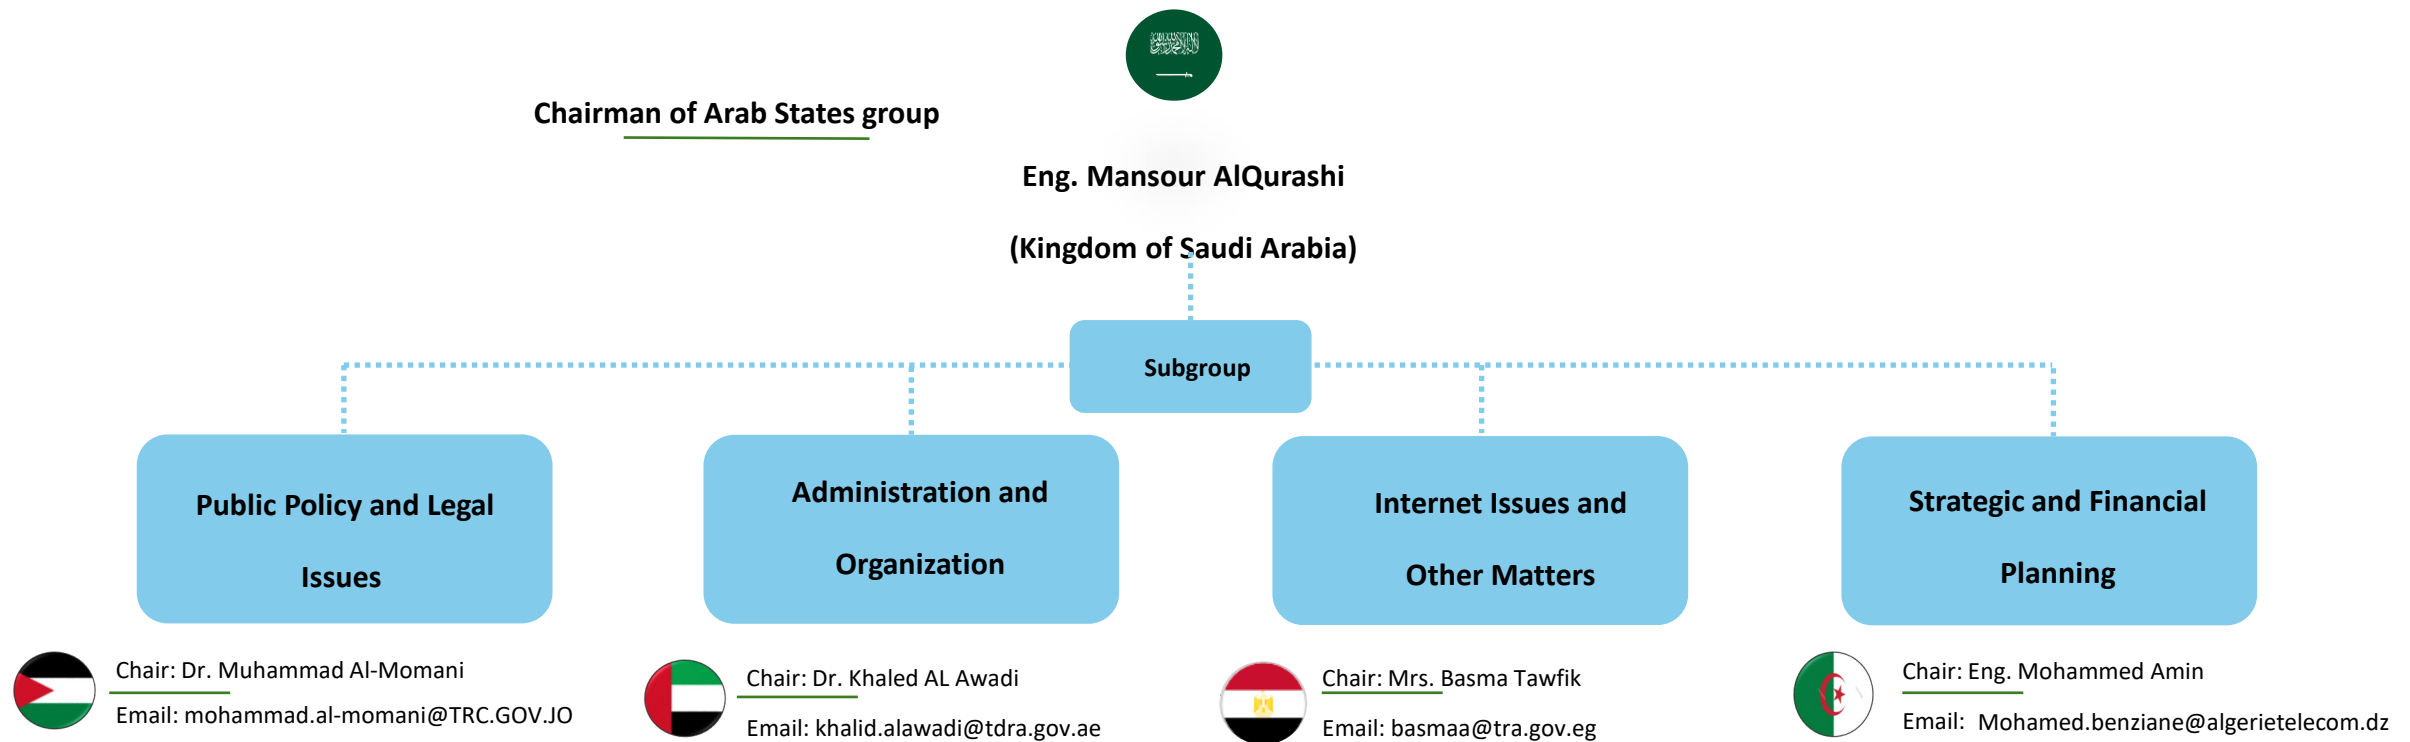 Chairman of Arab States group
Eng. Mansour AlQurashi
(Kingdom of Saudi Arabia)
Subgroup
Public Policy and Legal
Issues
Administration and
Organization
Internet Issues and
Other Matters
Strategic and Financial
Planning
Chair: Dr. Muhammad Al-Momani
Email: mohammad.al-momani@TRC.GOV.JO
Chair: Dr. Khaled AL Awadi
Email: khalid.alawadi@tdra.gov.ae
Chair: Mrs. Basma Tawfik
Email: basmaa@tra.gov.eg
Chair: Eng. Mohammed Amin
Email: Mohamed.benziane@algerietelecom.dz